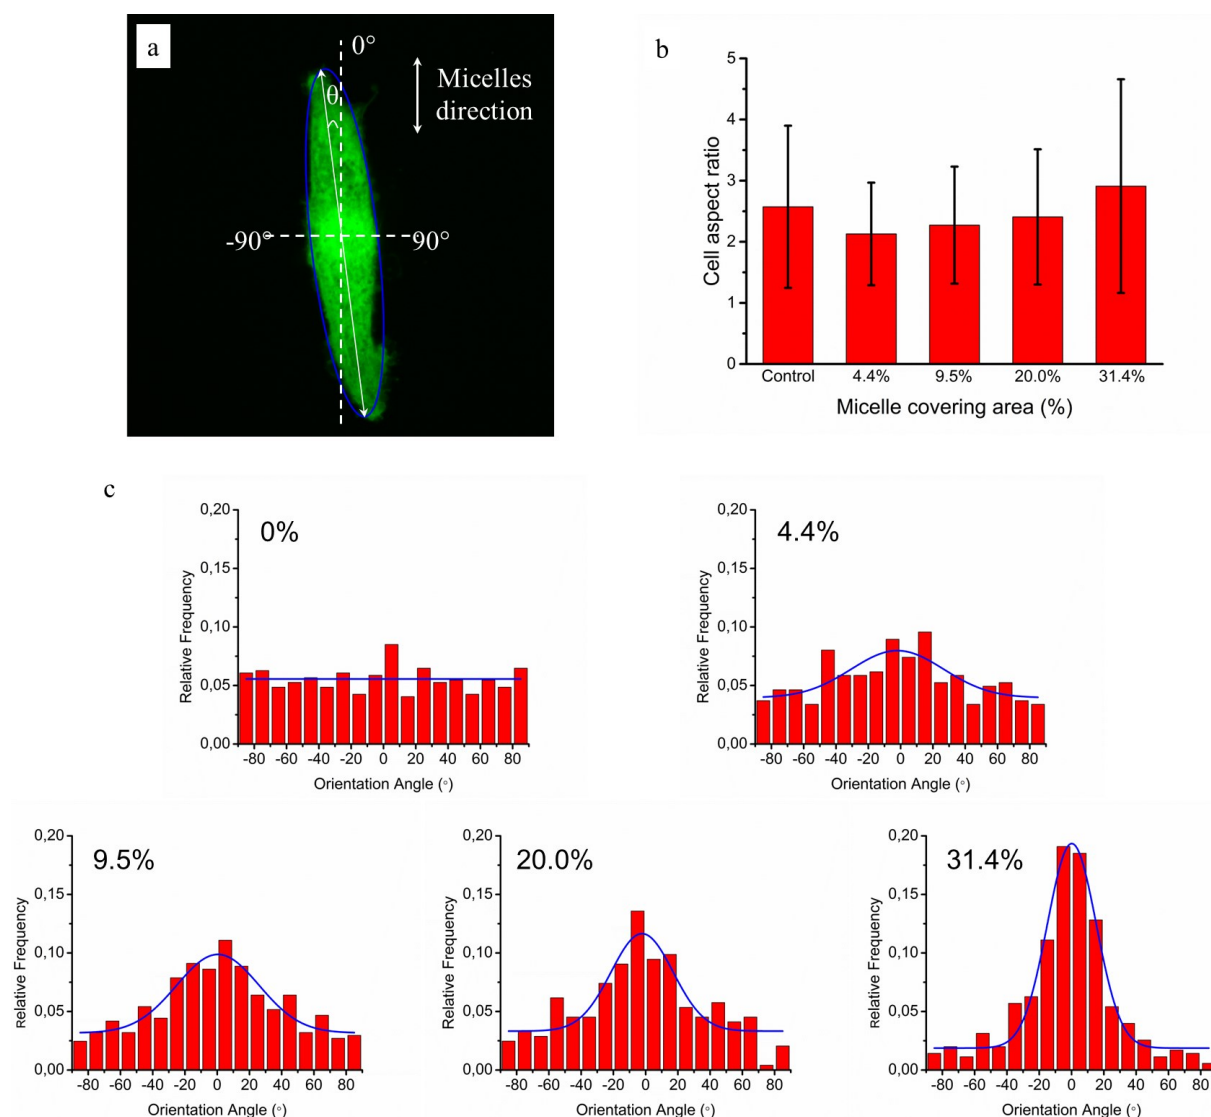 a
0°
Micelles
direction
θ
-90°
90°
b
5
4
3
2
1
0
Cell aspect ratio
Control 4.4% 9.5% 20.0% 31.4%
Micelle covering area (%)
c
0%
0,20
0,15
0,10
0,05
0,00
Relative Frequency
-80 -60 -40 -20 0 20 40 60 80
Orientation Angle (°)
4.4%
0,20
0,15
0,10
0,05
0,00
Relative Frequency
-80 -60 -40 -20 0 20 40 60 80
Orientation Angle (°)
9.5%
0,20
0,15
0,10
0,05
0,00
Relative Frequency
-80 -60 -40 -20 0 20 40 60 80
Orientation Angle (°)
20.0%
0,20
0,15
0,10
0,05
0,00
Relative Frequency
-80 -60 -40 -20 0 20 40 60 80
Orientation Angle (°)
31.4%
0,20
0,15
0,10
0,05
0,00
Relative Frequency
-80 -60 -40 -20 0 20 40 60 80
Orientation Angle (°)